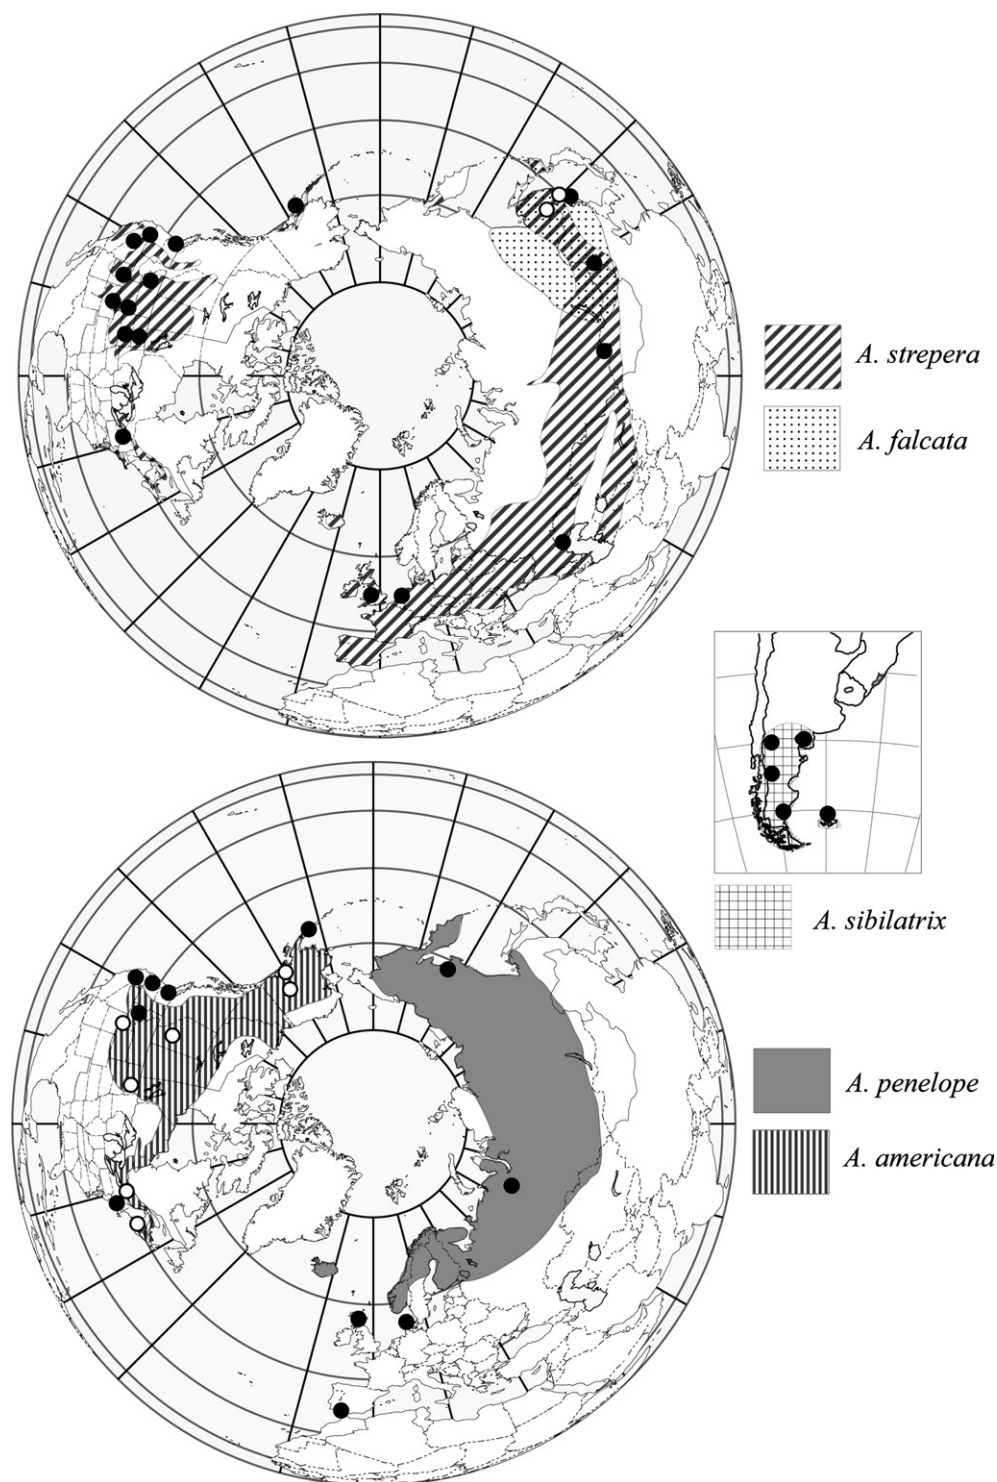 A. strepera
A. falcata
A. sibilatrix
A. penelope
A. americana